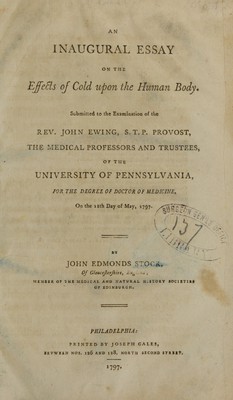 AN
INAUGURAL ESSAY
ON THE
Effects of Cold upon the Human Body.
Submitted to the Examination of the
REV. JOHN EWING, S.T.P. PROVOST,
THE MEDICAL PROFESSORS AND TRUSTEES,
OF THE
UNIVERSITY OF PENNSYLVANIA,
FOR THE DEGREE OF DOCTOR OF MEDICINE,
On the 12th Day of May, 1797.
BY
JOHN EDMONDS STOCK,
Of Gloucestershire,
MEMBER OF THE MEDICAL AND NATURAL HISTORY SOCIETIES
OF EDINBURGH.
PHILADELPHIA:
PRINTED BY JOSEPH GALES,
BETWEEN NOS. 126 AND 128, NORTH SECOND STREET.
1797.